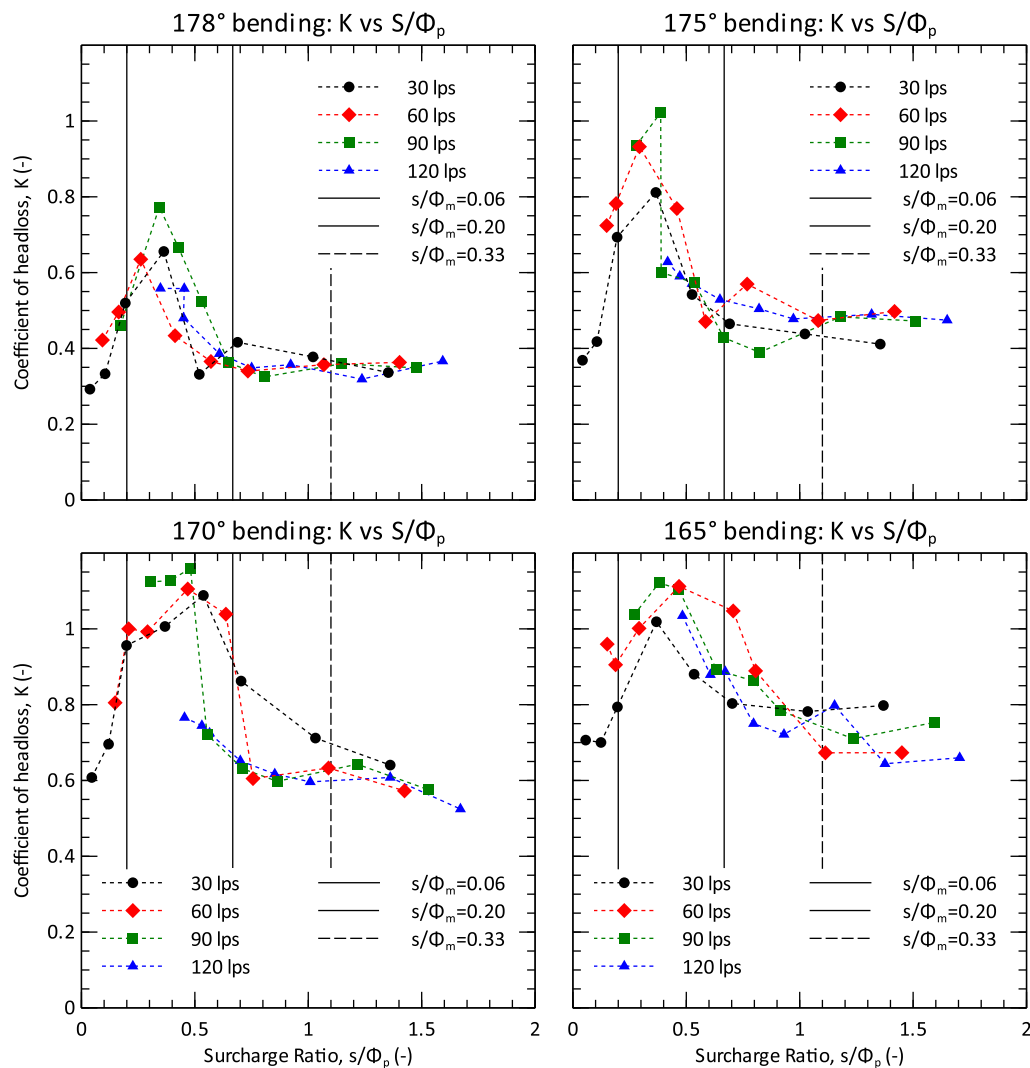 178° bending: K vs S/Φp
175° bending: K vs S/Φp
Coefficient of headloss, K (-)
1
0.8
0.6
0.4
0.2
0
30 lps
60 lps
90 lps
120 lps
s/Φm=0.06
s/Φm=0.20
s/Φm=0.33
30 lps
60 lps
90 lps
120 lps
s/Φm=0.06
s/Φm=0.20
s/Φm=0.33
170° bending: K vs S/Φp
165° bending: K vs S/Φp
Coefficient of headloss, K (-)
1
0.8
0.6
0.4
0.2
0
30 lps
60 lps
90 lps
120 lps
s/Φm=0.06
s/Φm=0.20
s/Φm=0.33
30 lps
60 lps
90 lps
120 lps
s/Φm=0.06
s/Φm=0.20
s/Φm=0.33
0 0.5 1 1.5 2
0 0.5 1 1.5 2
Surcharge Ratio, s/Φp (-)
Surcharge Ratio, s/Φp (-)